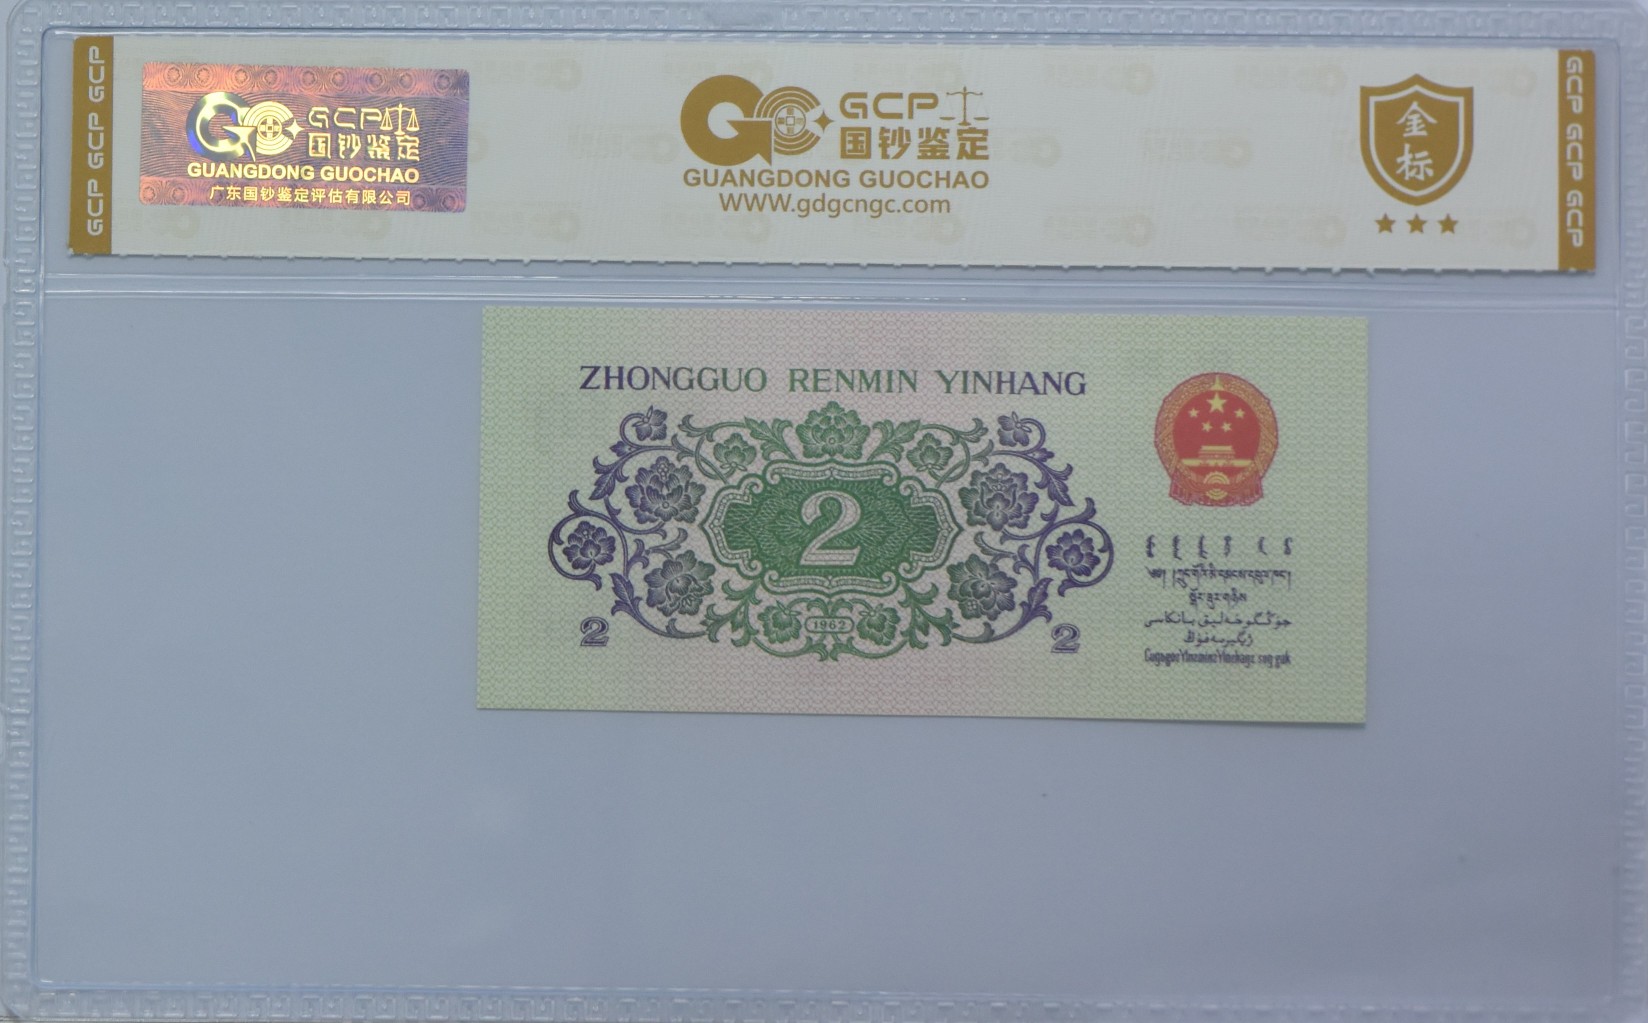 GCP GCP GCP
GCP
国钞鉴定
GUANGDONG GUOCHAO
广东国钞鉴定评估有限公司
GCP
国钞鉴定
GUANGDONG GUOCHAO
www.gdgcngc.com
金
标
GCP GCP GCP
ZHONGGUO RENMIN YINHANG
2
1962
2
2